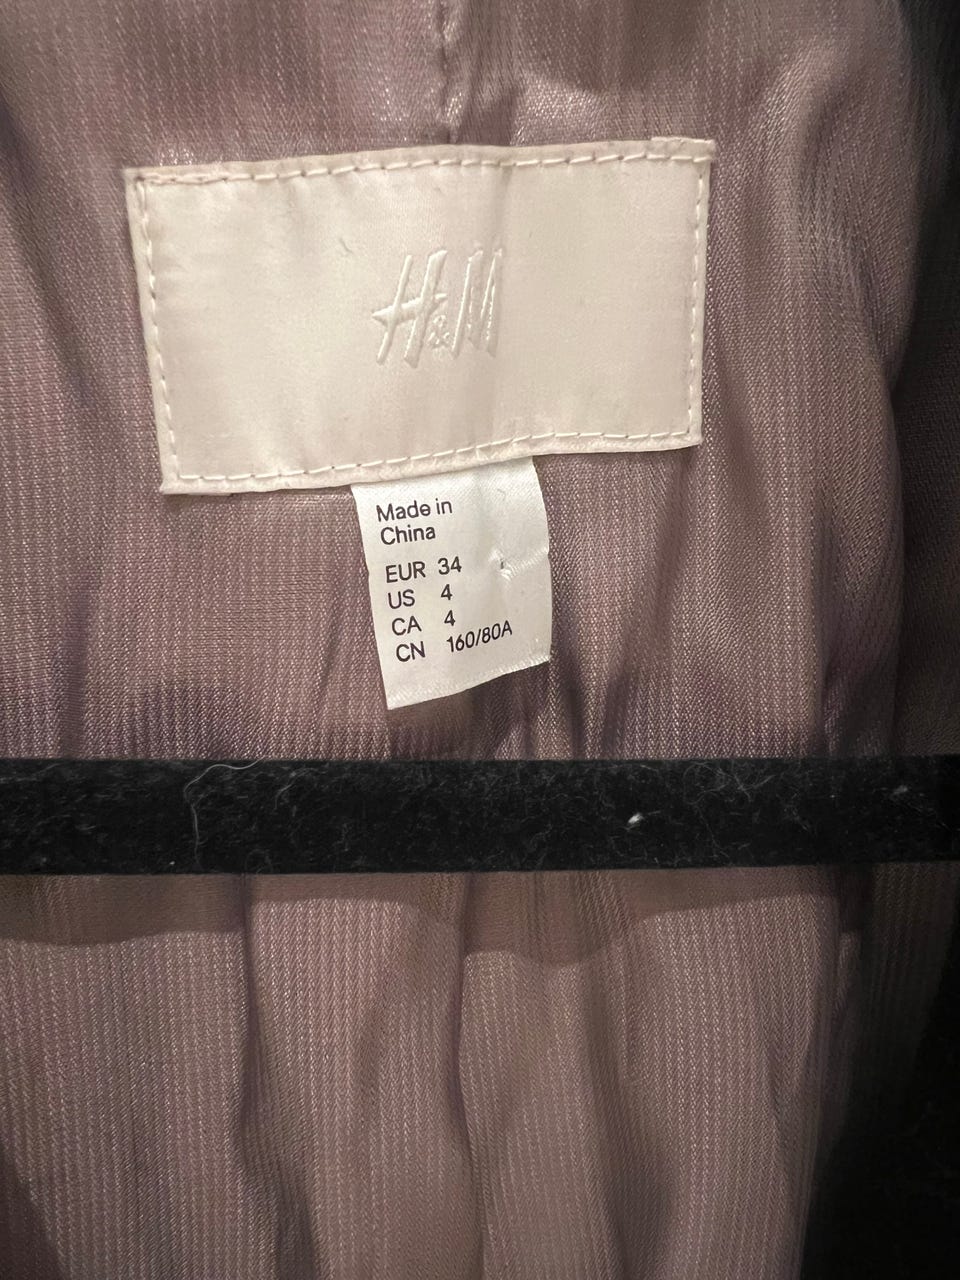 H&M
Made in
China
EUR 34
US 4
CA 4
CN 160/80A